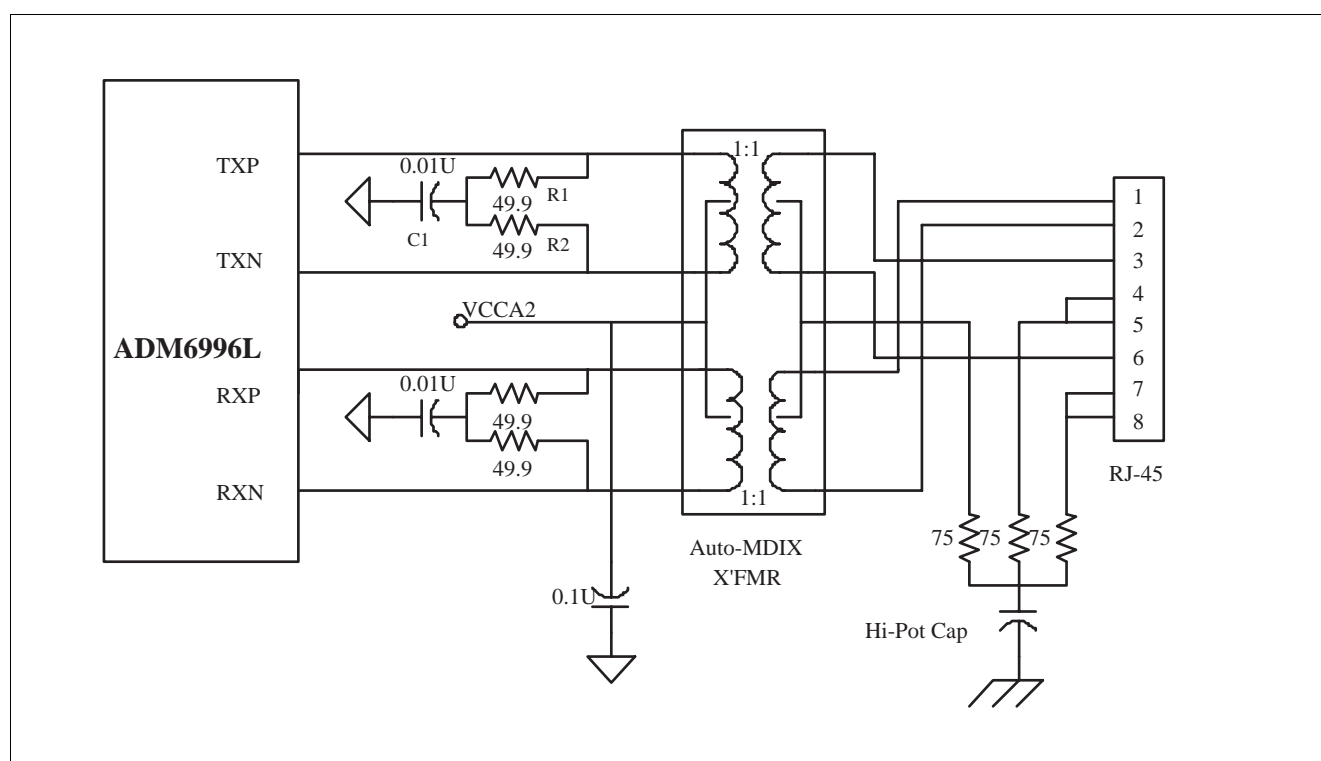 TXP
0.01U
R1
49.9
C1
49.9
R2
TXN
VCCA2
ADM6996L
RXP
0.01U
49.9
49.9
RXN
0.1U
1:1
1:1
Auto-MDIX
X'FMR
1
2
3
4
5
6
7
8
RJ-45
75
75
75
Hi-Pot Cap